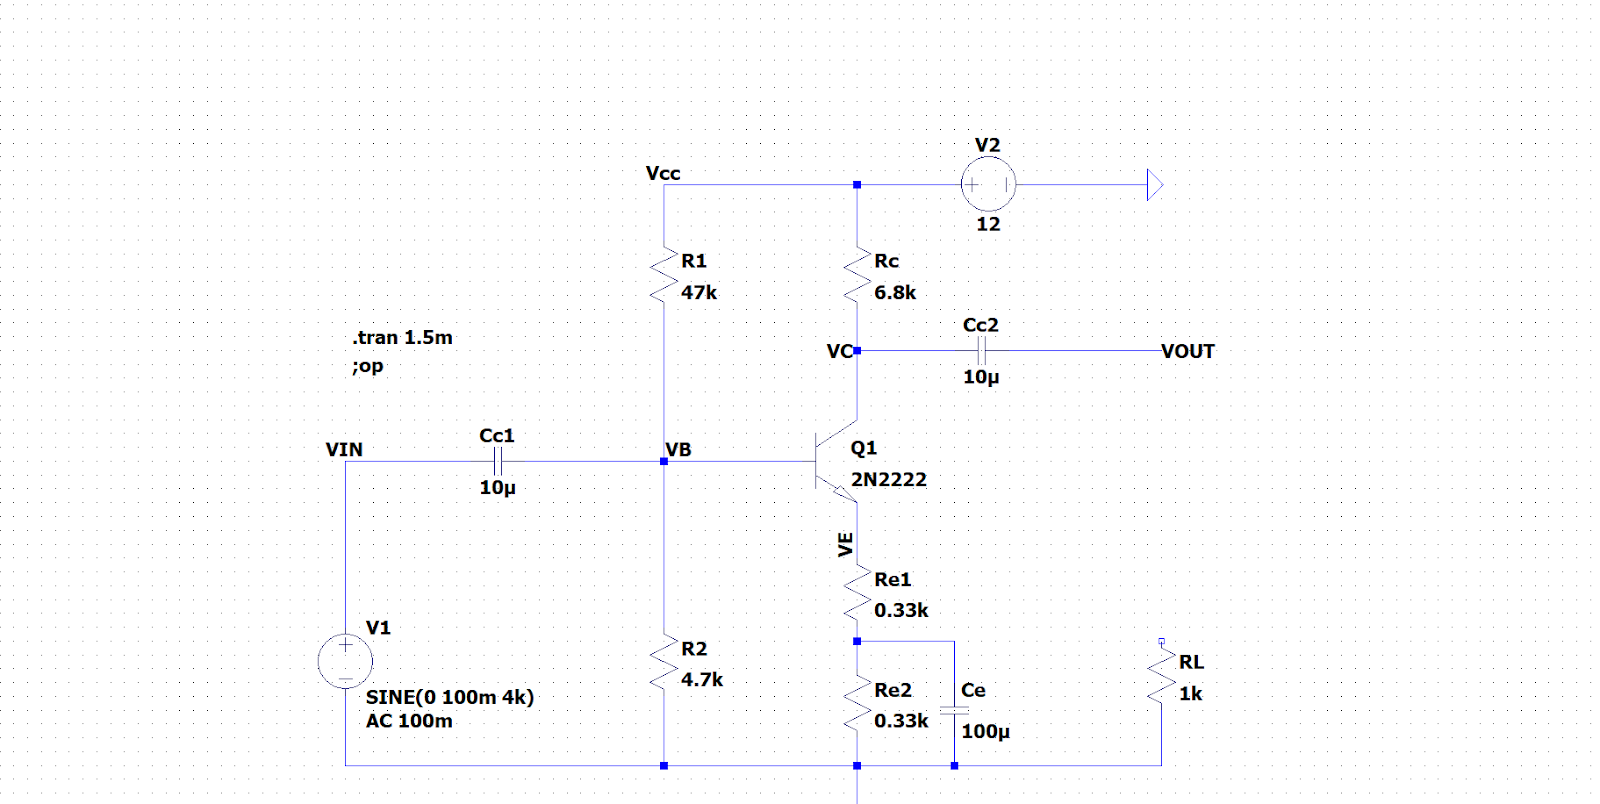 V2
12
Vcc
R1
47k
Rc
6.8k
.tran 1.5m
;op
Cc2
10µ
VC
VOUT
VIN
Cc1
10µ
VB
Q1
2N2222
VE
Re1
0.33k
V1
SINE(0 100m 4k)
AC 100m
R2
4.7k
Re2
0.33k
Ce
100µ
RL
1k